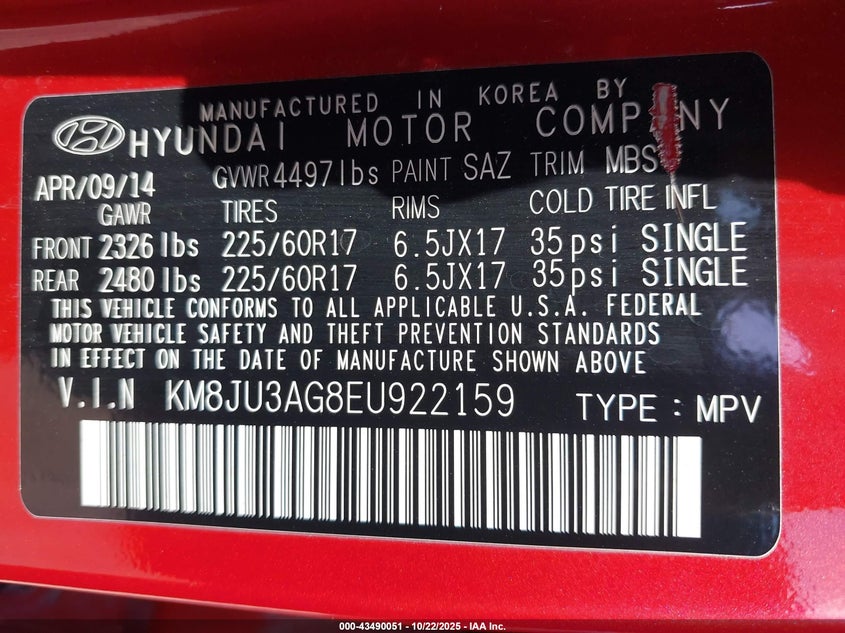 MANUFACTURED IN KOREA BY
HYUNDAI MOTOR COMPANY
APR/09/14 GVWR 4497lbs PAINT SAZ TRIM MBS
GAWR TIRES RIMS COLD TIRE INFL
FRONT 2326 lbs 225/60R17 6.5JX17 35psi SINGLE
REAR 2480 lbs 225/60R17 6.5JX17 35psi SINGLE
THIS VEHICLE CONFORMS TO ALL APPLICABLE U.S.A. FEDERAL
MOTOR VEHICLE SAFETY AND THEFT PREVENTION STANDARDS
IN EFFECT ON THE DATE OF MANUFACTURE SHOWN ABOVE
V.I.N KM8JU3AG8EU922159 TYPE : MPV
000-43490051 - 10/22/2025 - IAA Inc.